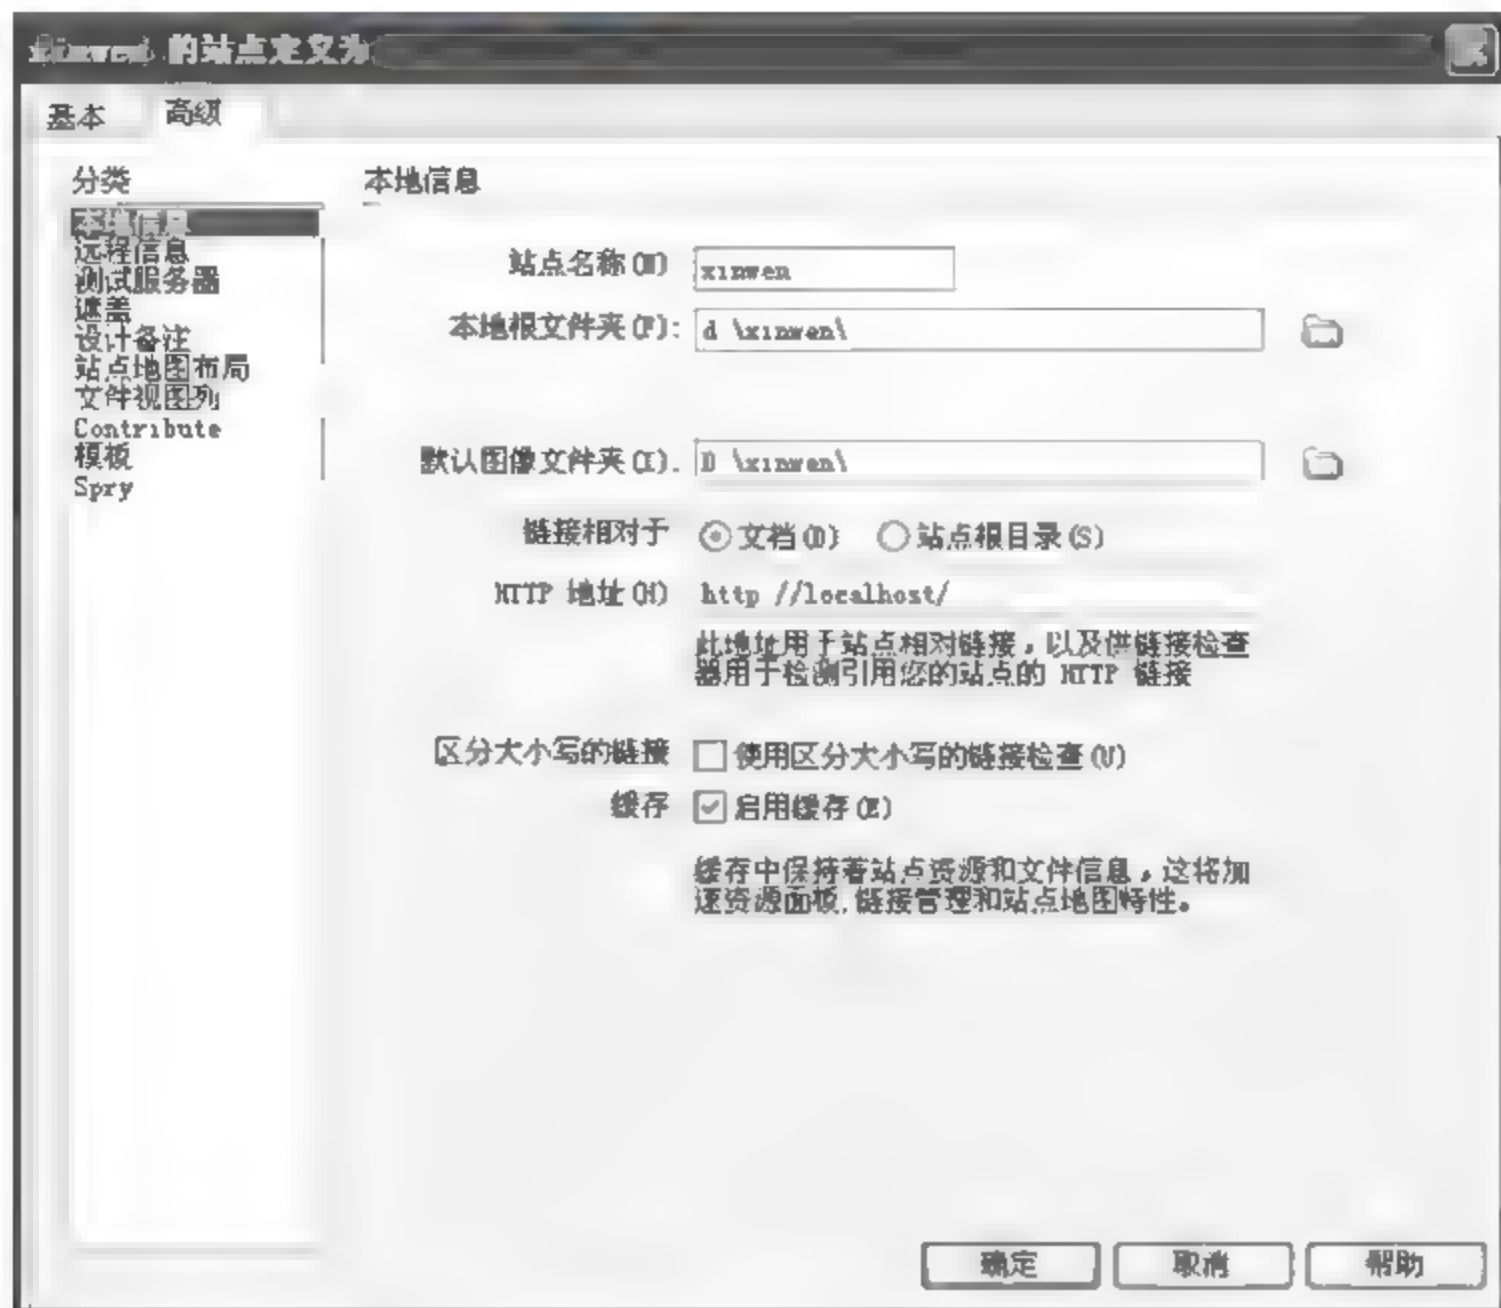 xinwen 的站点定义为
基本 高级
分类
本地信息
远程信息
测试服务器
遮盖
设计备注
站点地图布局
文件视图列
Contribute
模板
Spry
本地信息
站点名称(N) xinwen
本地根文件夹(F): d \xinwen\
默认图像文件夹(I). D \xinwen\
链接相对于 文档(D) 站点根目录(S)
HTTP 地址(H) http //localhost/
此地址用于站点相对链接，以及供链接检查
器用于检测引用您的站点的 HTTP 链接
区分大小写的链接 使用区分大小写的链接检查(U)
缓存 启用缓存(E)
缓存中保持着站点资源和文件信息，这将加
速资源面板,链接管理和站点地图特性。
确定 取消 帮助